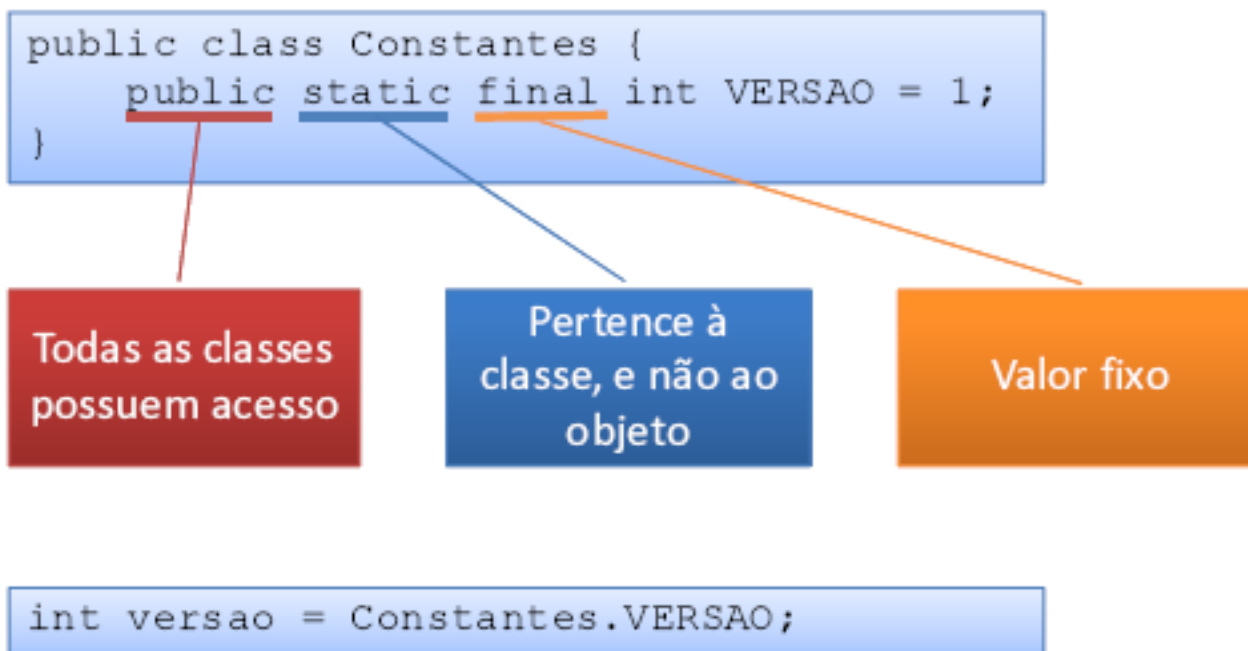 public class Constantes {
public static final int VERSAO = 1;
}
Todas as classes
possuem acesso
Pertence à
classe, e não ao
objeto
Valor fixo
int versao = Constantes.VERSAO;